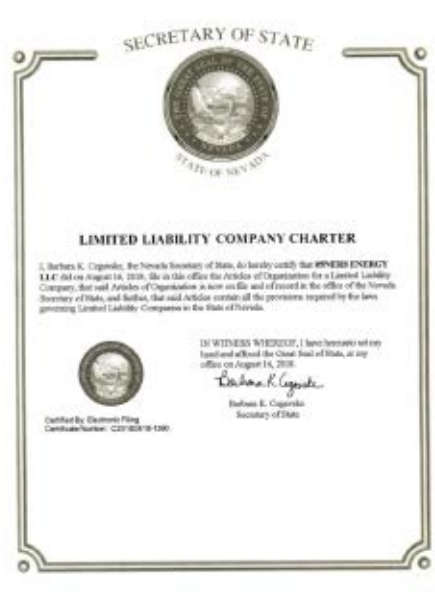 SECRETARY OF STATE
STATE OF NEVADA
LIMITED LIABILITY COMPANY CHARTER
I, Barbara K. Cegavske, the Nevada Secretary of State, do hereby certify that ENERGY
LLC did on August 16, 2018, file in this office the Articles of Organization for a Limited Liability
Company, that said Articles of Organization is now on file and of record in the office of the Nevada
Secretary of State, and further, that said Articles contain all the provisions required by the laws
governing Limited Liability Companies in the State of Nevada.
IN WITNESS WHEREOF, I have hereunto set my
hand and affixed the Great Seal of State, at my
office on August 16, 2018.
Barbara K. Cegavske
Barbara K. Cegavske
Secretary of State
Certified By: Electronic Filing
Certificate Number: